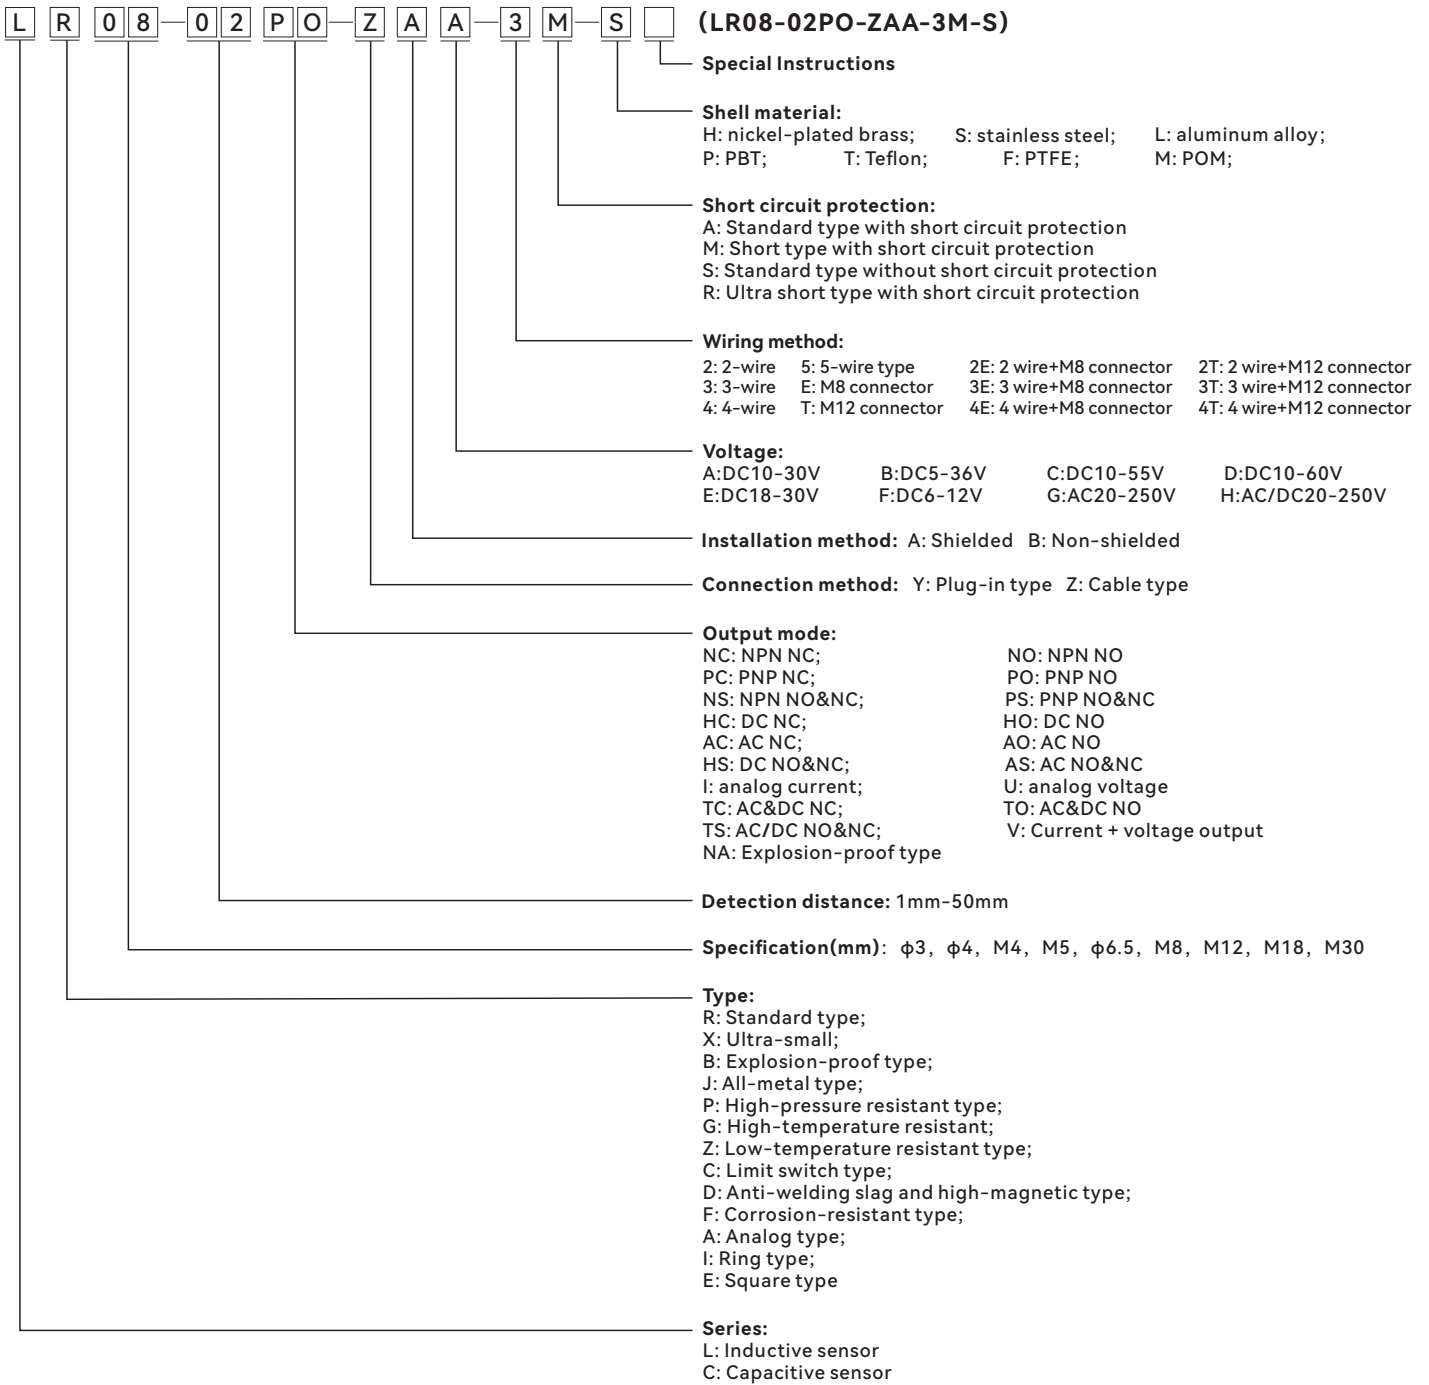 L R 0 8 - 0 2 P O - Z A A - 3 M - S (LR08-02PO-ZAA-3M-S)
Special Instructions
Shell material:
H: nickel-plated brass; S: stainless steel; L: aluminum alloy;
P: PBT; T: Teflon; F: PTFE; M: POM;
Short circuit protection:
A: Standard type with short circuit protection
M: Short type with short circuit protection
S: Standard type without short circuit protection
R: Ultra short type with short circuit protection
Wiring method:
2: 2-wire 5: 5-wire type 2E: 2 wire+M8 connector 2T: 2 wire+M12 connector
3: 3-wire E: M8 connector 3E: 3 wire+M8 connector 3T: 3 wire+M12 connector
4: 4-wire T: M12 connector 4E: 4 wire+M8 connector 4T: 4 wire+M12 connector
Voltage:
A:DC10-30V B:DC5-36V C:DC10-55V D:DC10-60V
E:DC18-30V F:DC6-12V G:AC20-250V H:AC/DC20-250V
Installation method: A: Shielded B: Non-shielded
Connection method: Y: Plug-in type Z: Cable type
Output mode:
NC: NPN NC; NO: NPN NO
PC: PNP NC; PO: PNP NO
NS: NPN NO&NC; PS: PNP NO&NC
HC: DC NC; HO: DC NO
AC: AC NC; AO: AC NO
HS: DC NO&NC; AS: AC NO&NC
I: analog current; U: analog voltage
TC: AC&DC NC; TO: AC&DC NO
TS: AC/DC NO&NC; V: Current + voltage output
NA: Explosion-proof type
Detection distance: 1mm-50mm
Specification(mm): φ3, φ4, M4, M5, φ6.5, M8, M12, M18, M30
Type:
R: Standard type;
X: Ultra-small;
B: Explosion-proof type;
J: All-metal type;
P: High-pressure resistant type;
G: High-temperature resistant;
Z: Low-temperature resistant type;
C: Limit switch type;
D: Anti-welding slag and high-magnetic type;
F: Corrosion-resistant type;
A: Analog type;
I: Ring type;
E: Square type
Series:
L: Inductive sensor
C: Capacitive sensor